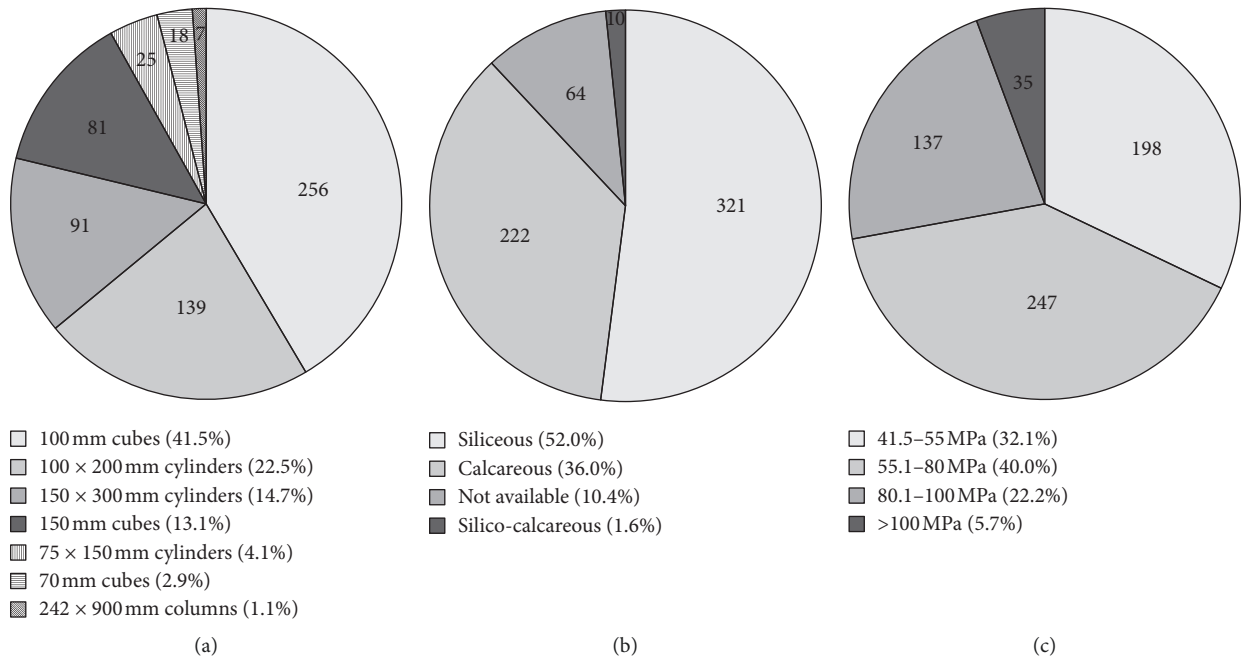 256
139
91
81
25
18
7
100 mm cubes (41.5%)
100 × 200 mm cylinders (22.5%)
150 × 300 mm cylinders (14.7%)
150 mm cubes (13.1%)
75 × 150 mm cylinders (4.1%)
70 mm cubes (2.9%)
242 × 900 mm columns (1.1%)
(a)
321
222
64
10
Siliceous (52.0%)
Calcareous (36.0%)
Not available (10.4%)
Silico-calcareous (1.6%)
(b)
198
247
137
35
41.5–55 MPa (32.1%)
55.1–80 MPa (40.0%)
80.1–100 MPa (22.2%)
>100 MPa (5.7%)
(c)